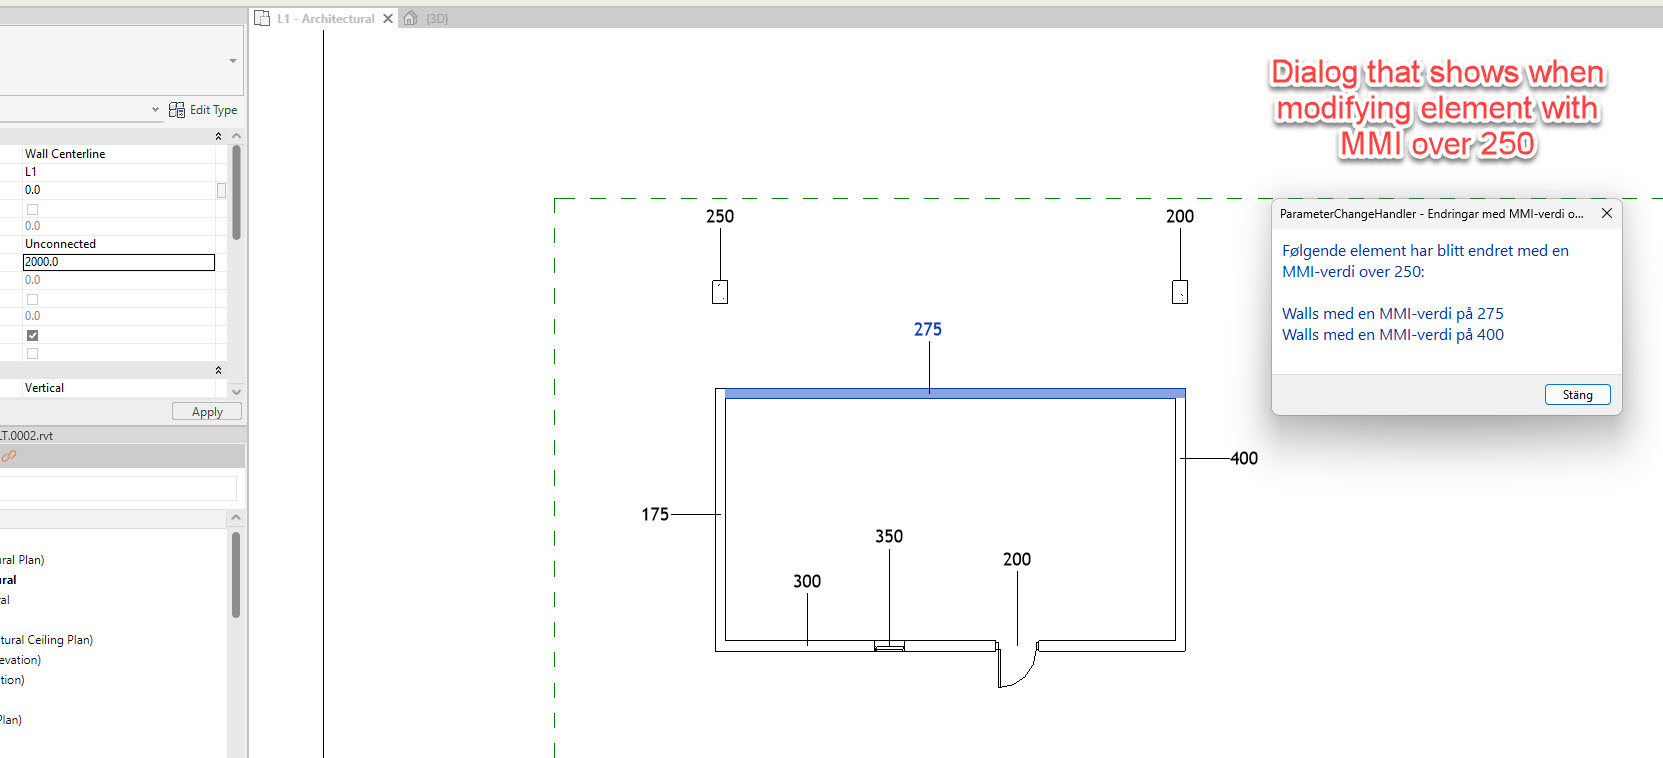 L1 - Architectural
{3D}
Edit Type
Wall Centerline
L1
0.0
0.0
Unconnected
2000.0
0.0
0.0
Vertical
Apply
LT.0002.rvt
ral Plan)
ral
al
tural Ceiling Plan)
evation)
tion)
Plan)
Dialog that shows when
modifying element with
MMI over 250
250
200
275
400
175
350
200
300
ParameterChangeHandler - Endringar med MMI-verdi o...
Følgende element har blitt endret med en
MMI-verdi over 250:
Walls med en MMI-verdi på 275
Walls med en MMI-verdi på 400
Stäng